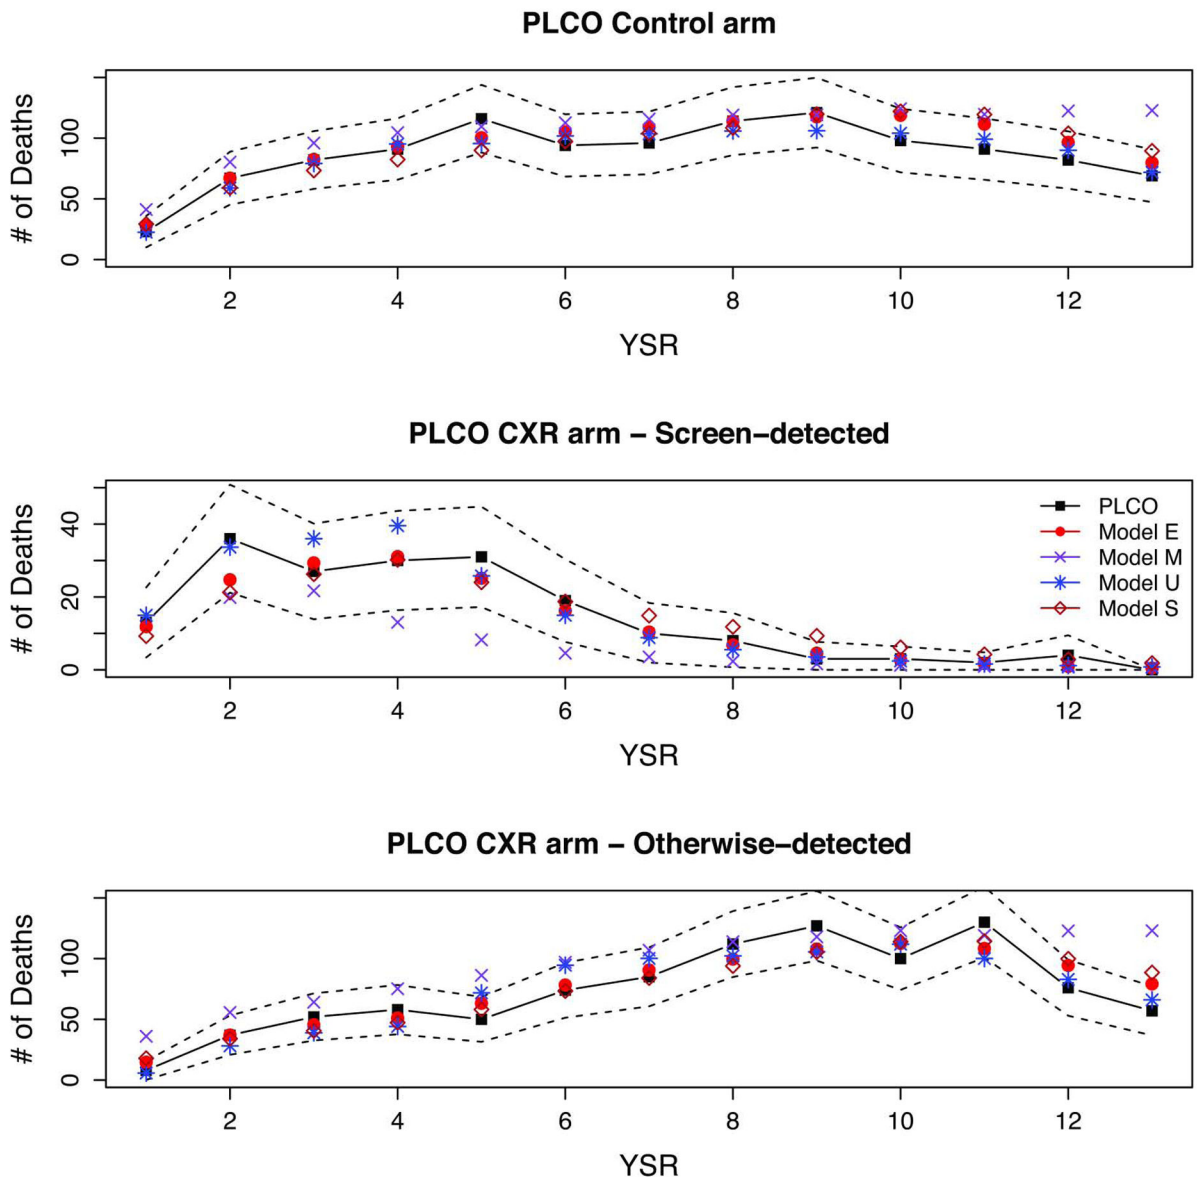 PLCO Control arm
# of Deaths
0 50 100
2 4 6 8 10 12
YSR
PLCO CXR arm − Screen−detected
# of Deaths
0 20 40
PLCO
Model E
Model M
Model U
Model S
2 4 6 8 10 12
YSR
PLCO CXR arm − Otherwise−detected
# of Deaths
0 50 100
2 4 6 8 10 12
YSR